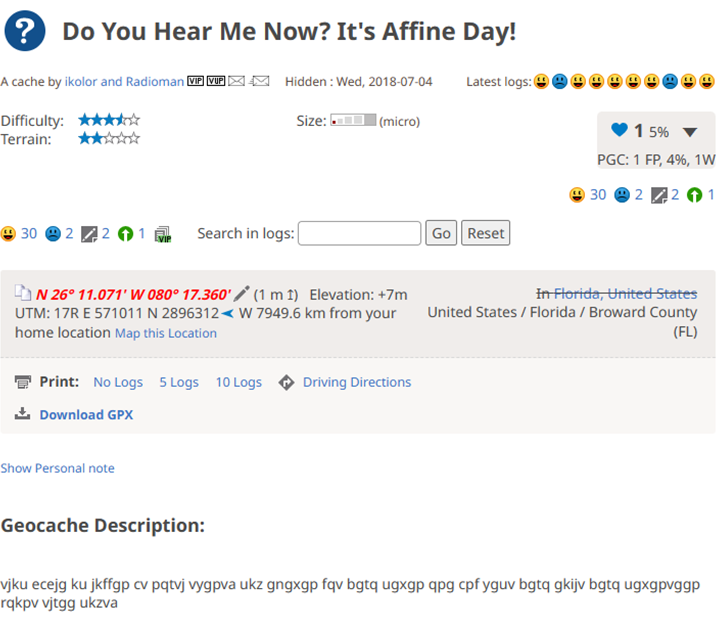 Do You Hear Me Now? It's Affine Day!
A cache by ikolor and Radioman VIP VUP Hidden : Wed, 2018-07-04 Latest logs:
Difficulty: Size: (micro) 1 5%
Terrain:
PGC: 1 FP, 4%, 1W
30 2 2 1
30 2 2 1 VIP Search in logs: Go Reset
N 26° 11.071' W 080° 17.360' (1 m ↥) Elevation: +7m In Florida, United States
UTM: 17R E 571011 N 2896312 W 7949.6 km from your United States / Florida / Broward County
home location Map this Location (FL)
Print: No Logs 5 Logs 10 Logs Driving Directions
Download GPX
Show Personal note
Geocache Description:
vjku ecejg ku jkffgp cv pqtvj vygpva ukz gngxgp fqv bgtq ugxgp qpg cpf yguv bgtq gkijv bgtq ugxgpvggp
rqkpv vjtgg ukzva